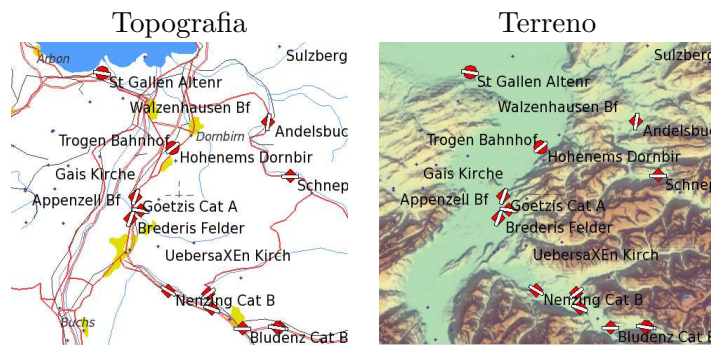 Topografia
Arbon
Sulzberg
St Gallen Altenr
Walzenhausen Bf
Andelsbuc
Dornbirn
Trogen Bahnhof
Hohenems Dornbir
Gais Kirche
Schnep
Appenzell Bf
Goetzis Cat A
Brederis Felder
UebersaXEn Kirch
Nenzing Cat B
Buchs
Bludenz Cat B
Terreno
Sulzberg
St Gallen Altenr
Walzenhausen Bf
Andelsbuc
Trogen Bahnhof
Hohenems Dornbir
Gais Kirche
Schnep
Appenzell Bf
Goetzis Cat A
Brederis Felder
UebersaXEn Kirch
Nenzing Cat B
Bludenz Cat B